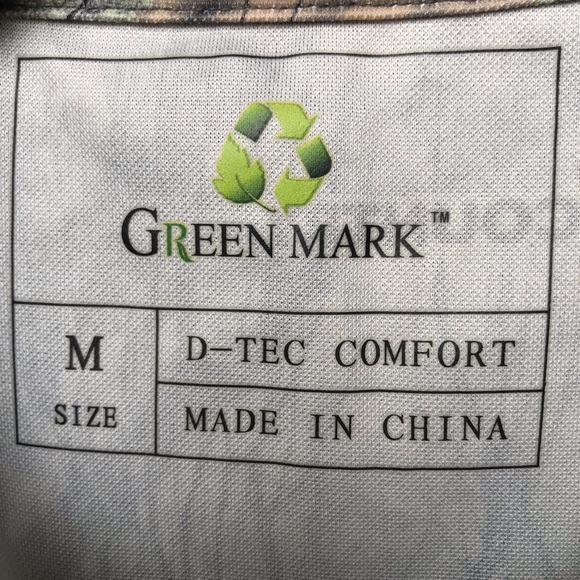 GREEN MARK™
M
SIZE
D-TEC COMFORT
MADE IN CHINA